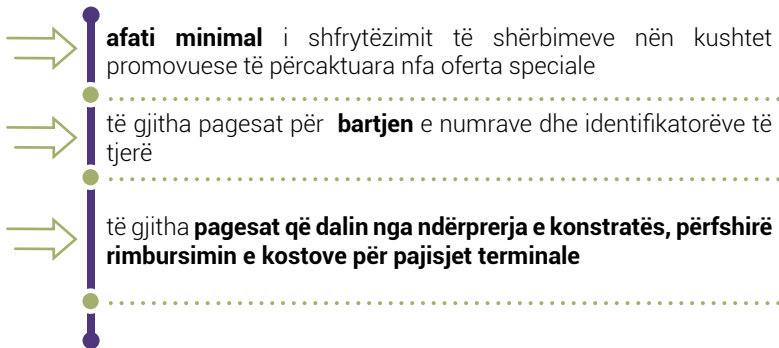 afati minimal i shfrytëzimit të shërbimeve nën kushtet
promovuese të përcaktuara nfa oferta speciale
të gjitha pagesat për bartjen e numrave dhe identifikatorëve të
tjerë
të gjitha pagesat që dalin nga ndërprerja e konstratës, përfshirë
rimbursimin e kostove për pajisjet terminale